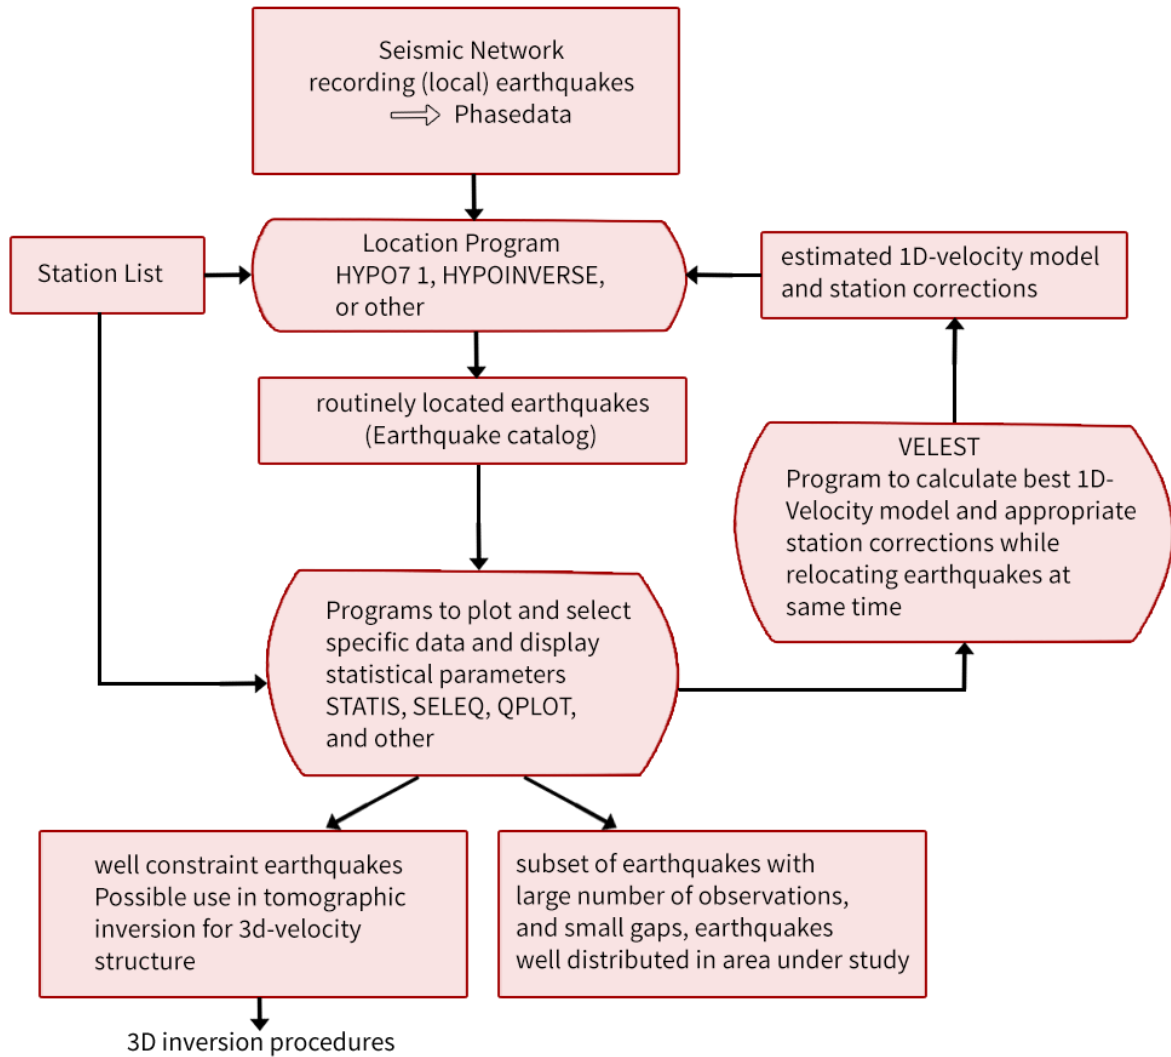 Seismic Network
recording (local) earthquakes
⇒ Phasedata
Location Program
HYPO7 1, HYPOINVERSE,
or other
Station List
estimated 1D-velocity model
and station corrections
routinely located earthquakes
(Earthquake catalog)
VELEST
Program to calculate best 1D-
Velocity model and appropriate
station corrections while
relocating earthquakes at
same time
Programs to plot and select
specific data and display
statistical parameters
STATIS, SELEQ, QPLOT,
and other
well constraint earthquakes
Possible use in tomographic
inversion for 3d-velocity
structure
subset of earthquakes with
large number of observations,
and small gaps, earthquakes
well distributed in area under study
3D inversion procedures